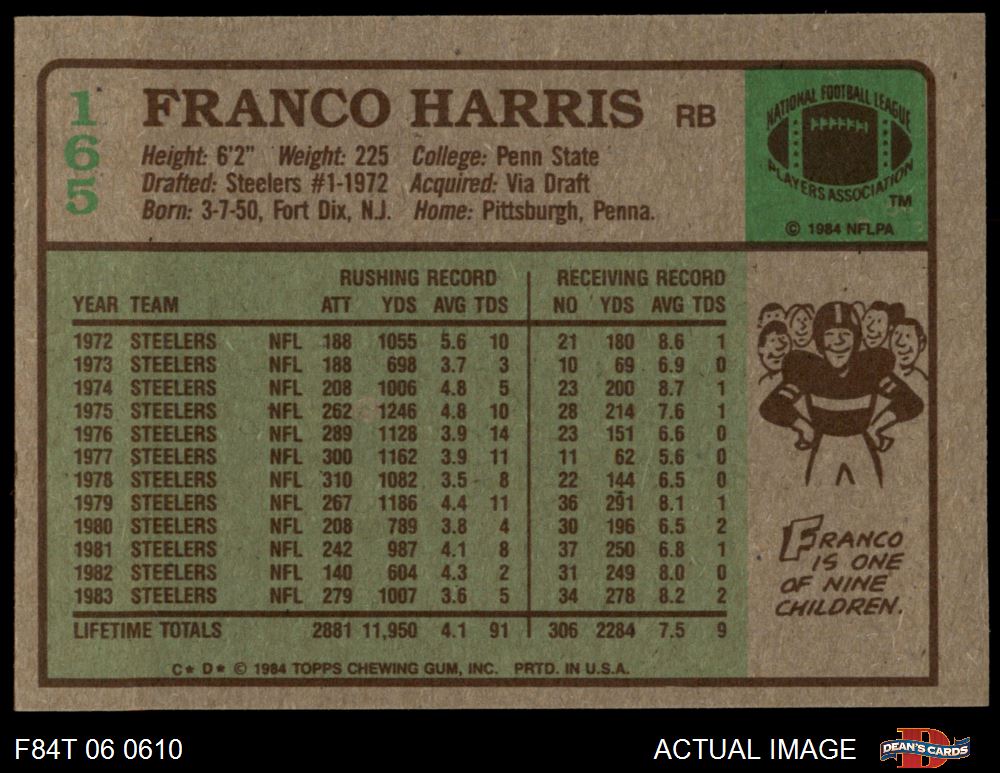 165
FRANCO HARRIS RB
Height: 6'2" Weight: 225 College: Penn State
Drafted: Steelers #1-1972 Acquired: Via Draft
Born: 3-7-50, Fort Dix, N.J. Home: Pittsburgh, Penna.
NATIONAL FOOTBALL LEAGUE
PLAYERS ASSOCIATION
TM
© 1984 NFLPA
RUSHING RECORD RECEIVING RECORD
YEAR TEAM ATT YDS AVG TDS NO YDS AVG TDS
1972 STEELERS NFL 188 1055 5.6 10 21 180 8.6 1
1973 STEELERS NFL 188 698 3.7 3 10 69 6.9 0
1974 STEELERS NFL 208 1006 4.8 5 23 200 8.7 1
1975 STEELERS NFL 262 1246 4.8 10 28 214 7.6 1
1976 STEELERS NFL 289 1128 3.9 14 23 151 6.6 0
1977 STEELERS NFL 300 1162 3.9 11 11 62 5.6 0
1978 STEELERS NFL 310 1082 3.5 8 22 144 6.5 0
1979 STEELERS NFL 267 1186 4.4 11 36 291 8.1 1
1980 STEELERS NFL 208 789 3.8 4 30 196 6.5 2
1981 STEELERS NFL 242 987 4.1 8 37 250 6.8 1
1982 STEELERS NFL 140 604 4.3 2 31 249 8.0 0
1983 STEELERS NFL 279 1007 3.6 5 34 278 8.2 2
LIFETIME TOTALS 2881 11,950 4.1 91 306 2284 7.5 9
C* D* © 1984 TOPPS CHEWING GUM, INC. PRTD. IN U.S.A.
FRANCO
IS ONE
OF NINE
CHILDREN.
F84T 06 0610 ACTUAL IMAGE
DEAN'S CARDS